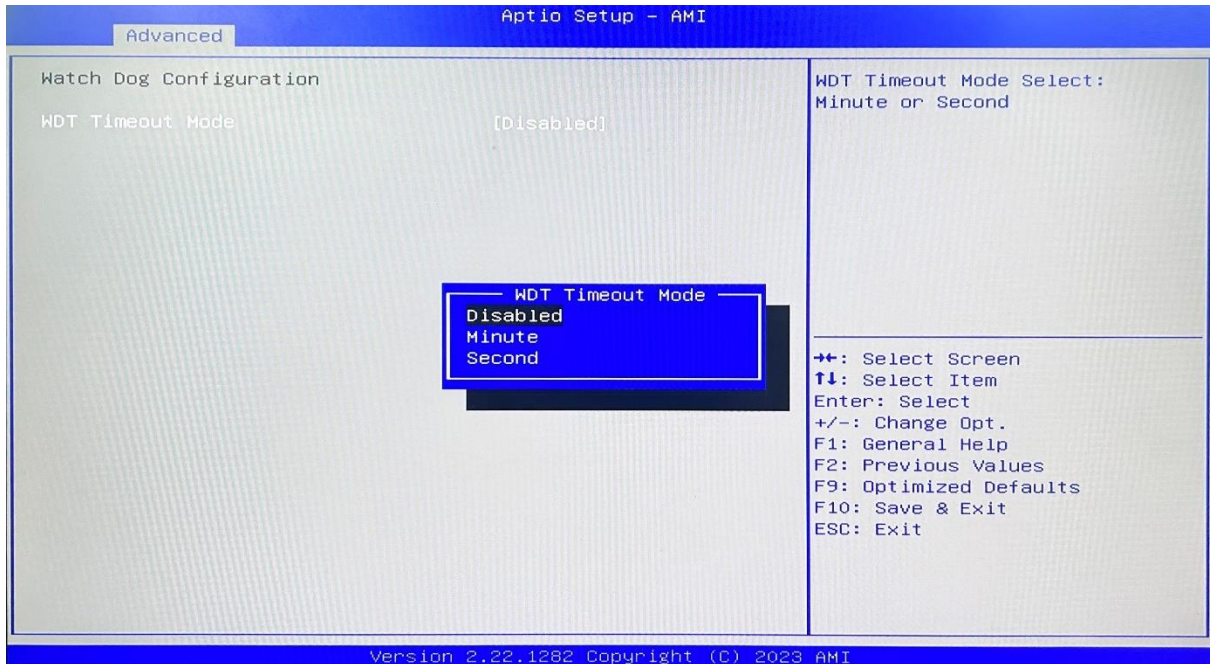 Aptio Setup – AMI
Advanced
Watch Dog Configuration
WDT Timeout Mode [Disabled]
WDT Timeout Mode Select:
Minute or Second
WDT Timeout Mode
Disabled
Minute
Second
→←: Select Screen
↑↓: Select Item
Enter: Select
+/-: Change Opt.
F1: General Help
F2: Previous Values
F9: Optimized Defaults
F10: Save & Exit
ESC: Exit
Version 2.22.1282 Copyright (C) 2023 AMI